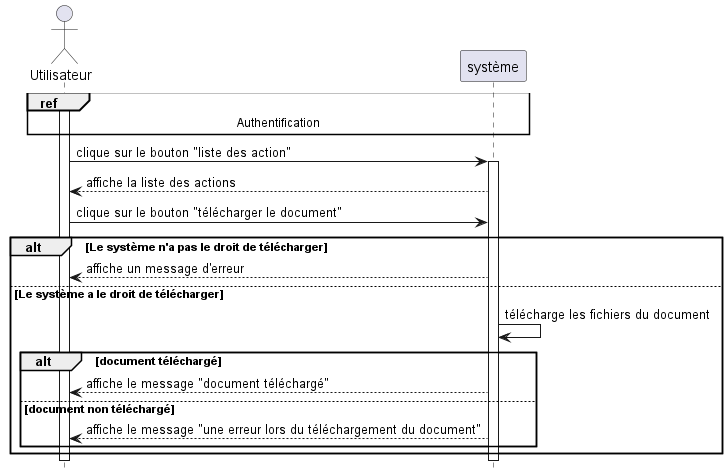 Utilisateur
système
ref
Authentification
clique sur le bouton "liste des action"
affiche la liste des actions
clique sur le bouton "télécharger le document"
alt [Le système n'a pas le droit de télécharger]
affiche un message d'erreur
[Le système a le droit de télécharger]
télécharge les fichiers du document
alt [document téléchargé]
affiche le message "document téléchargé"
[document non téléchargé]
affiche le message "une erreur lors du téléchargement du document"